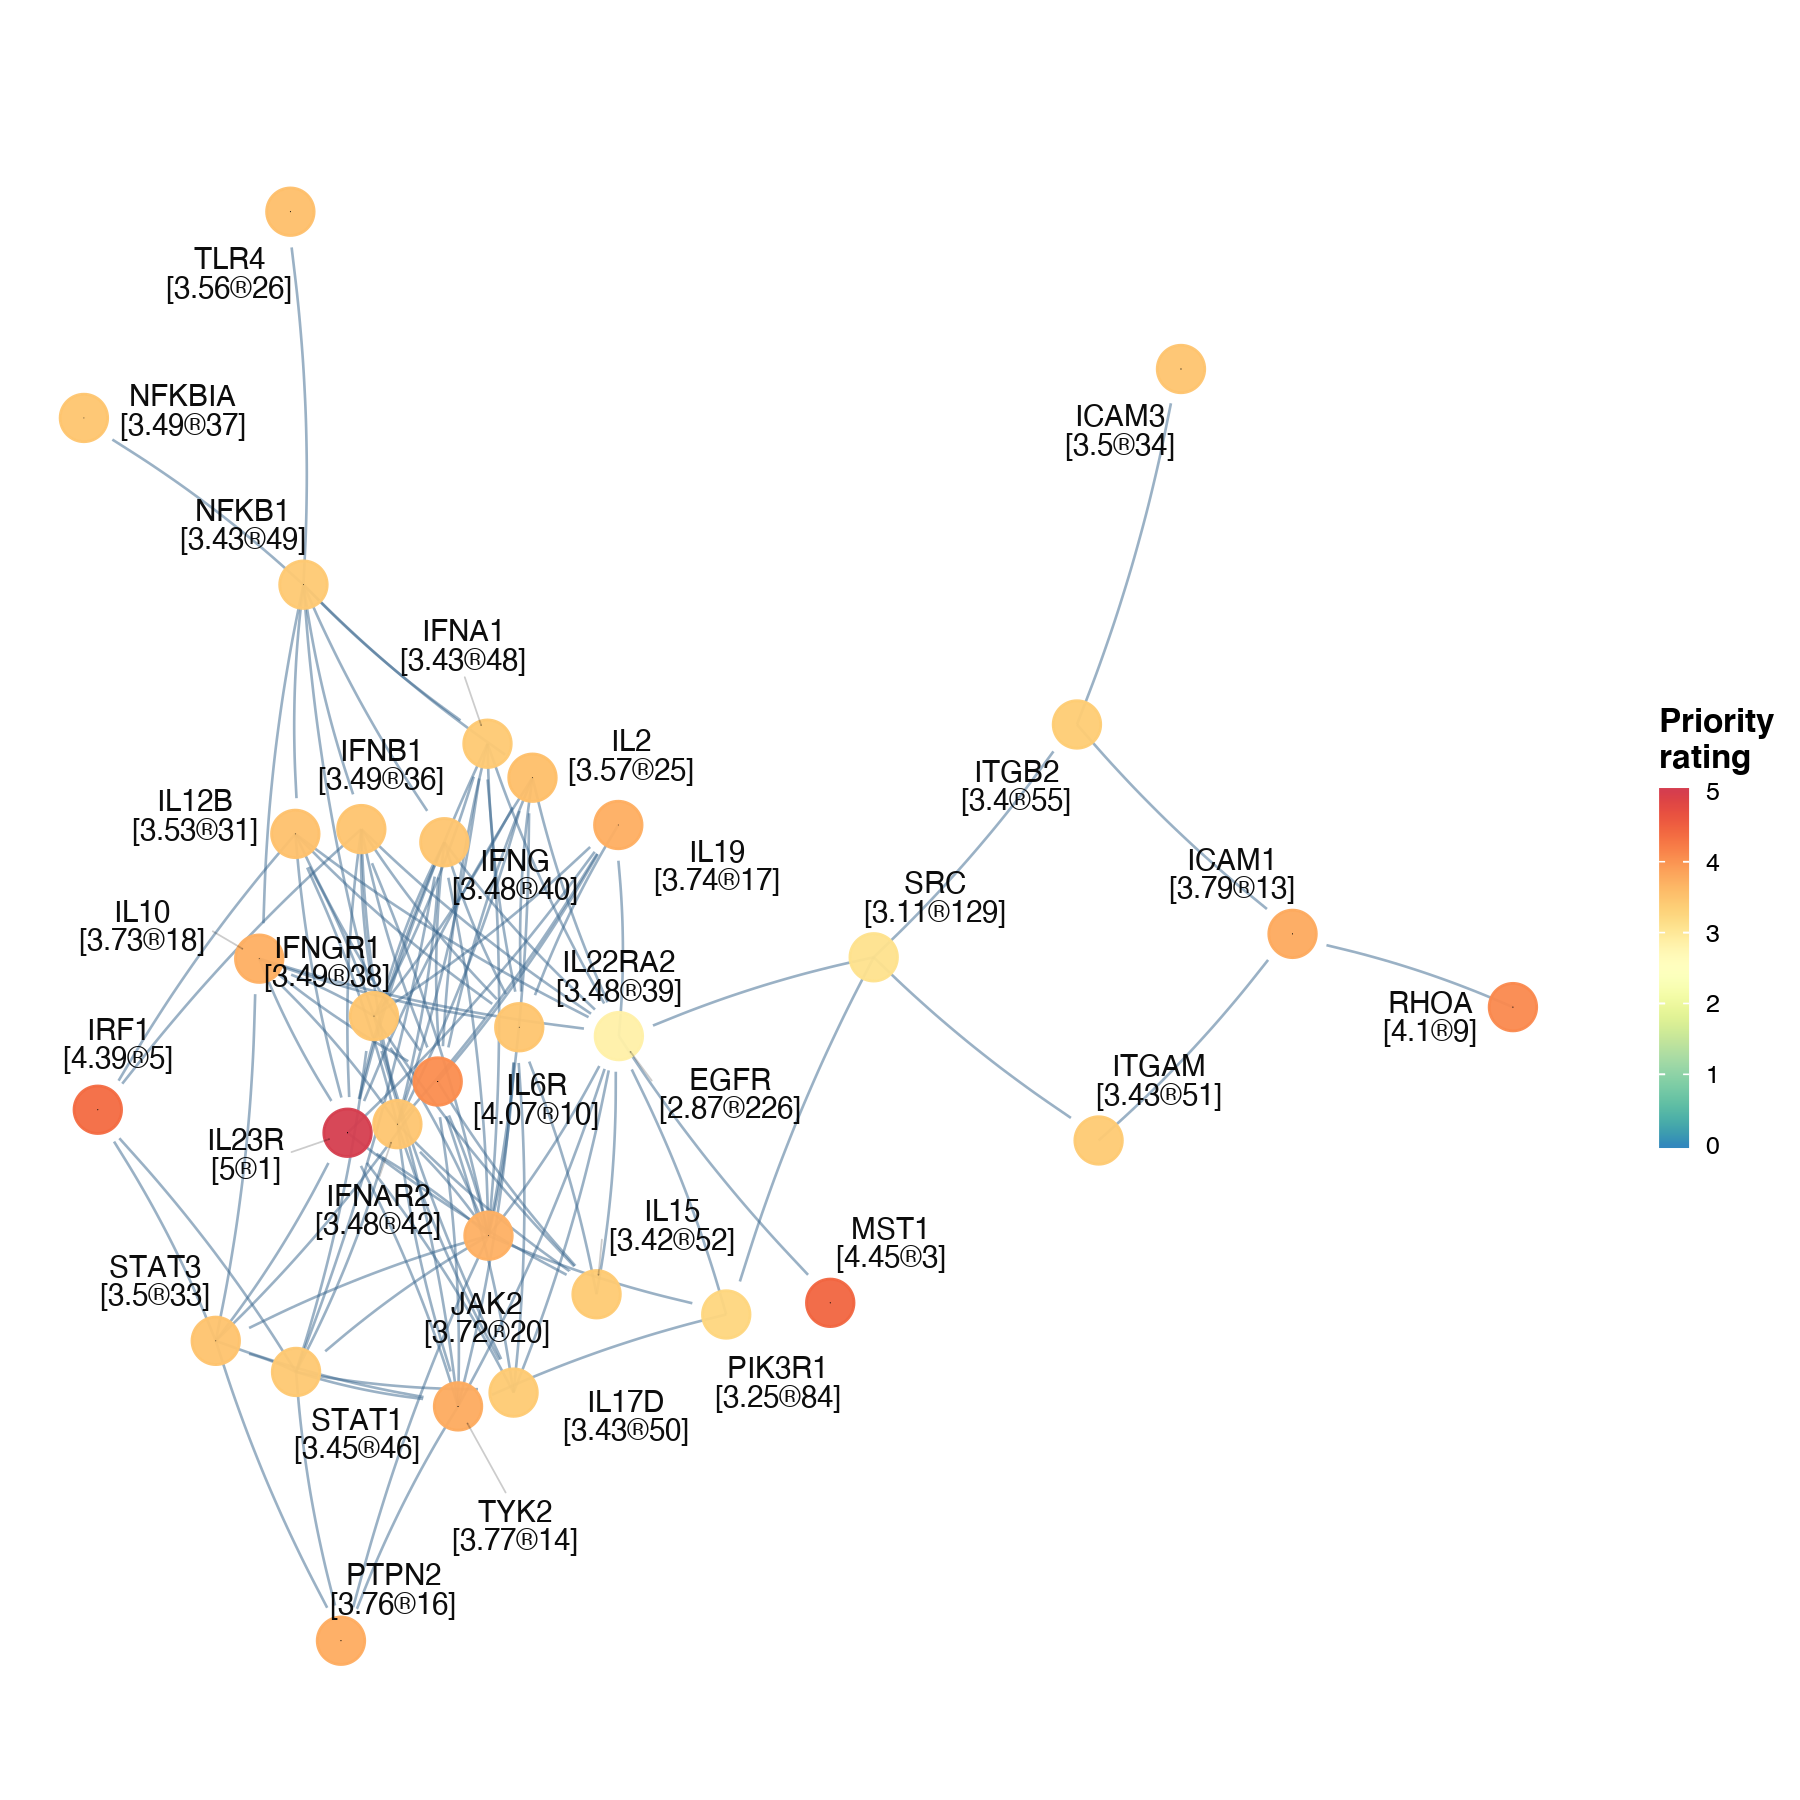 TLR4
[3.56®26]
NFKBIA
[3.49®37]
ICAM3
[3.5®34]
NFKB1
[3.43®49]
IFNA1
[3.43®48]
IFNB1
[3.49®36]
IL2
[3.57®25]
IL12B
[3.53®31]
ITGB2
[3.4®55]
IFNG
[3.48®40]
IL19
[3.74®17]
SRC
[3.11®129]
ICAM1
[3.79®13]
IL10
[3.73®18]
IFNGR1
[3.49®38]
IL22RA2
[3.48®39]
IRF1
[4.39®5]
RHOA
[4.1®9]
IL6R
[4.07®10]
EGFR
[2.87®226]
ITGAM
[3.43®51]
IL23R
[5®1]
IFNAR2
[3.48®42]
IL15
[3.42®52]
MST1
[4.45®3]
STAT3
[3.5®33]
JAK2
[3.72®20]
PIK3R1
[3.25®84]
IL17D
[3.43®50]
STAT1
[3.45®46]
TYK2
[3.77®14]
PTPN2
[3.76®16]
Priority
rating
5
4
3
2
1
0